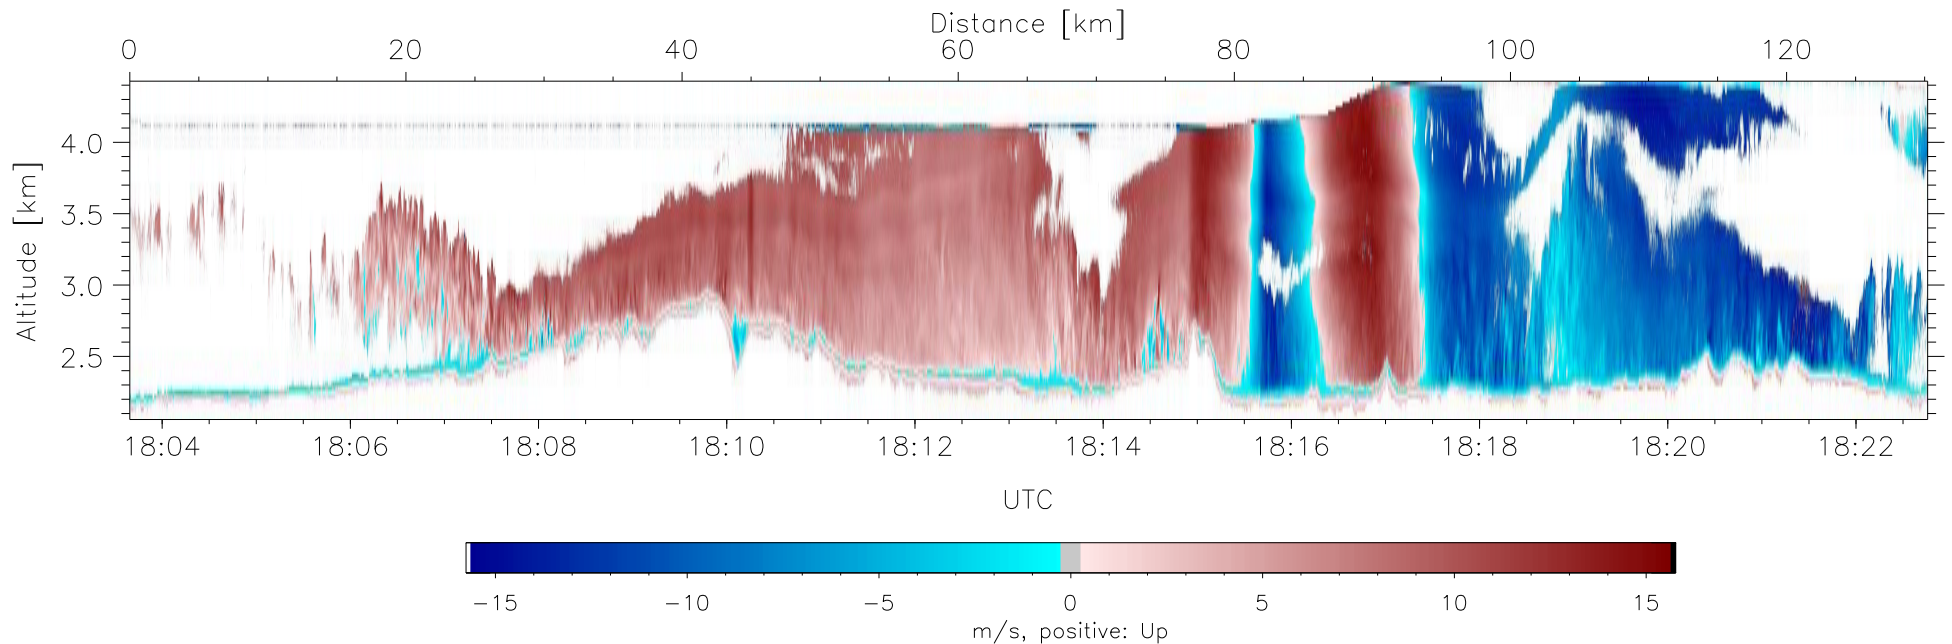 Distance [km]
0 20 40 60 80 100 120
Altitude [km]
4.0
3.5
3.0
2.5
18:04 18:06 18:08 18:10 18:12 18:14 18:16 18:18 18:20 18:22
UTC
−15 −10 −5 0 5 10 15
m/s, positive: Up